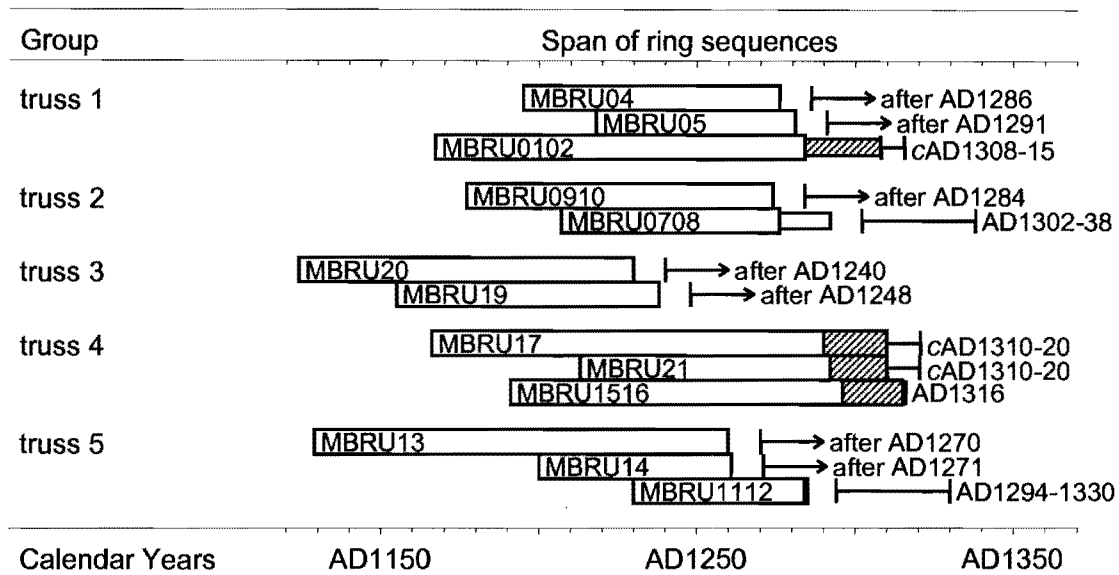 Group Span of ring sequences
truss 1 MBRU04 after AD1286
MBRU05 after AD1291
MBRU0102 cAD1308-15
truss 2 MBRU0910 after AD1284
MBRU0708 AD1302-38
truss 3 MBRU20 after AD1240
MBRU19 after AD1248
truss 4 MBRU17 cAD1310-20
MBRU21 cAD1310-20
MBRU1516 AD1316
truss 5 MBRU13 after AD1270
MBRU14 after AD1271
MBRU1112 AD1294-1330
Calendar Years AD1150 AD1250 AD1350